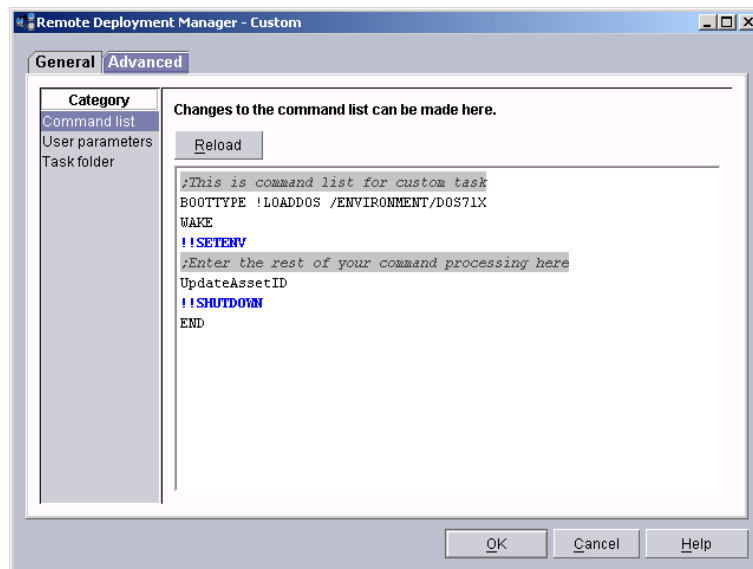 Remote Deployment Manager - Custom
General Advanced
Category
Command list
User parameters
Task folder
Changes to the command list can be made here.
Reload
;This is command list for custom task
BOOTTYPE !LOADDOS /ENVIRONMENT/DOS71X
WAKE
!!SETENV
;Enter the rest of your command processing here
UpdateAssetID
!!SHUTDOWN
END
OK Cancel Help